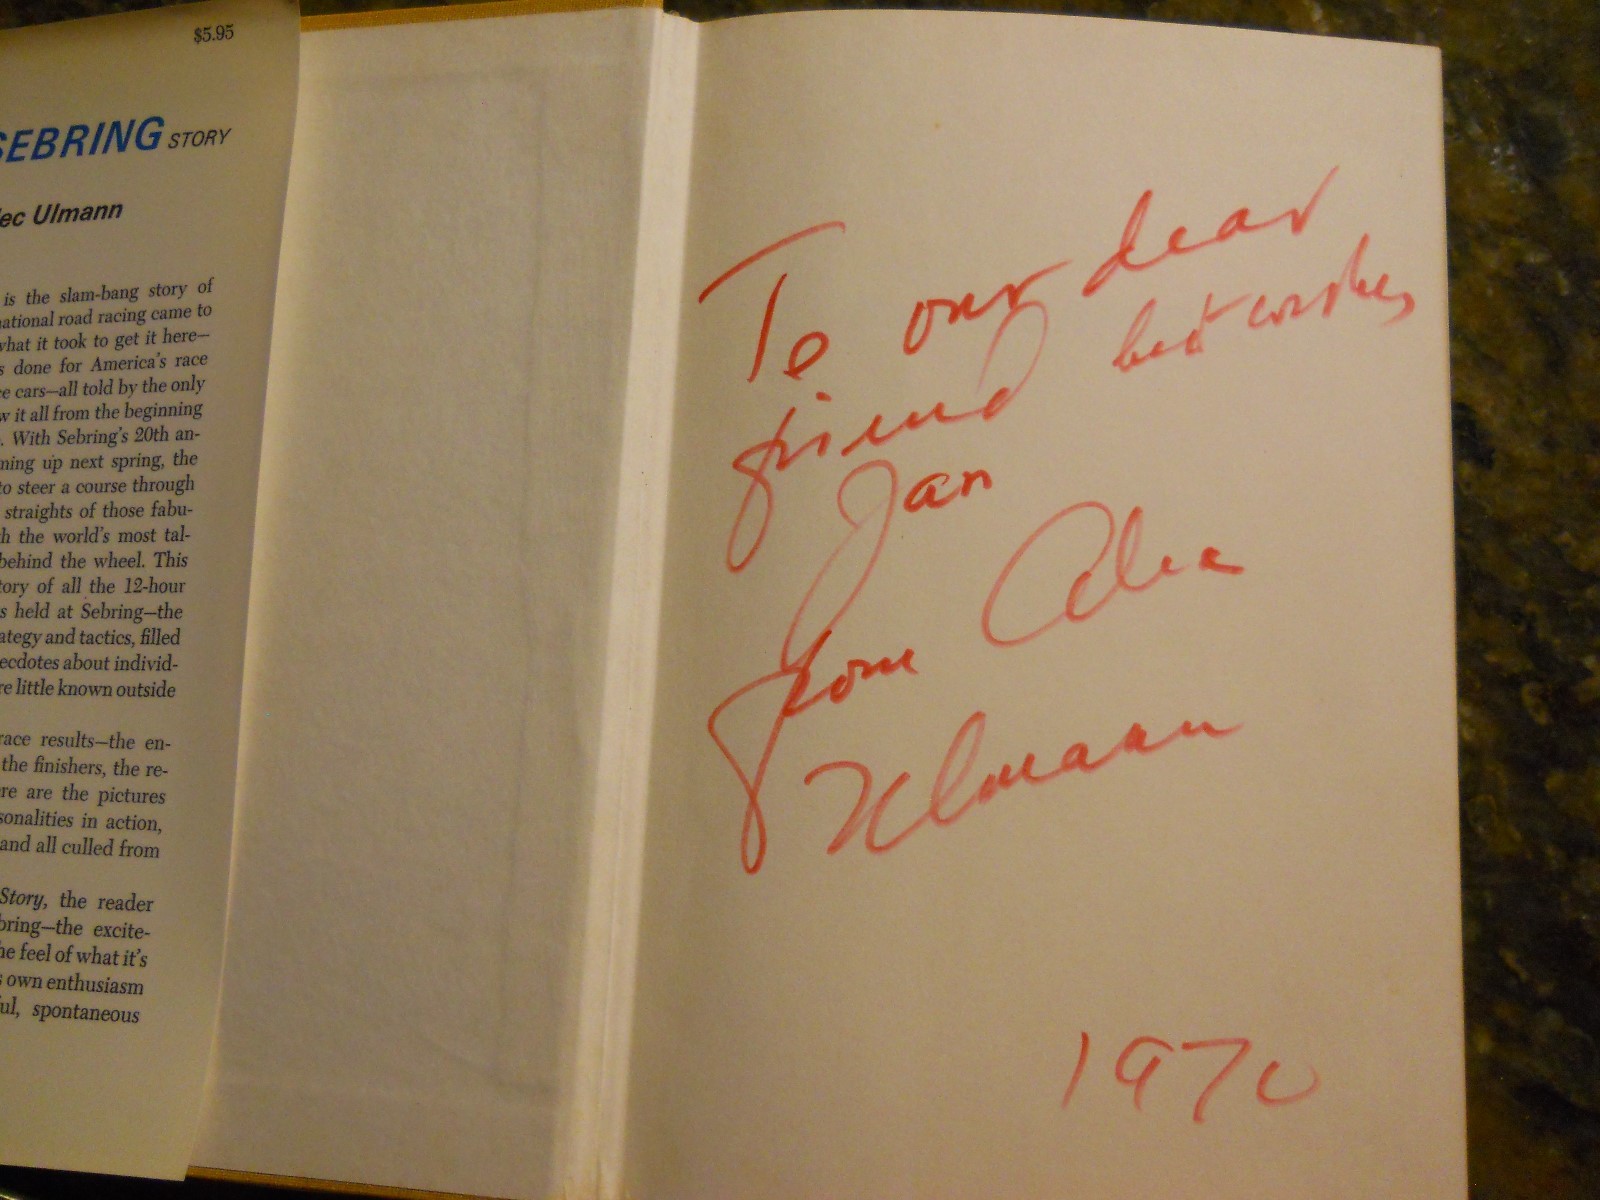 $5.95
SEBRING STORY
ec Ulmann
is the slam-bang story of
national road racing came to
what it took to get it here—
s done for America's race
ce cars—all told by the only
w it all from the beginning
. With Sebring's 20th an-
ning up next spring, the
to steer a course through
straights of those fabu-
h the world's most tal-
behind the wheel. This
tory of all the 12-hour
s held at Sebring—the
ategy and tactics, filled
ecdotes about individ-
re little known outside
race results—the en-
the finishers, the re-
re are the pictures
sonalities in action,
and all culled from
Story, the reader
bring—the excite-
he feel of what it's
s own enthusiasm
ful, spontaneous
To our dear
friend best wishes
Jan
from Alec
Ulmann
1970